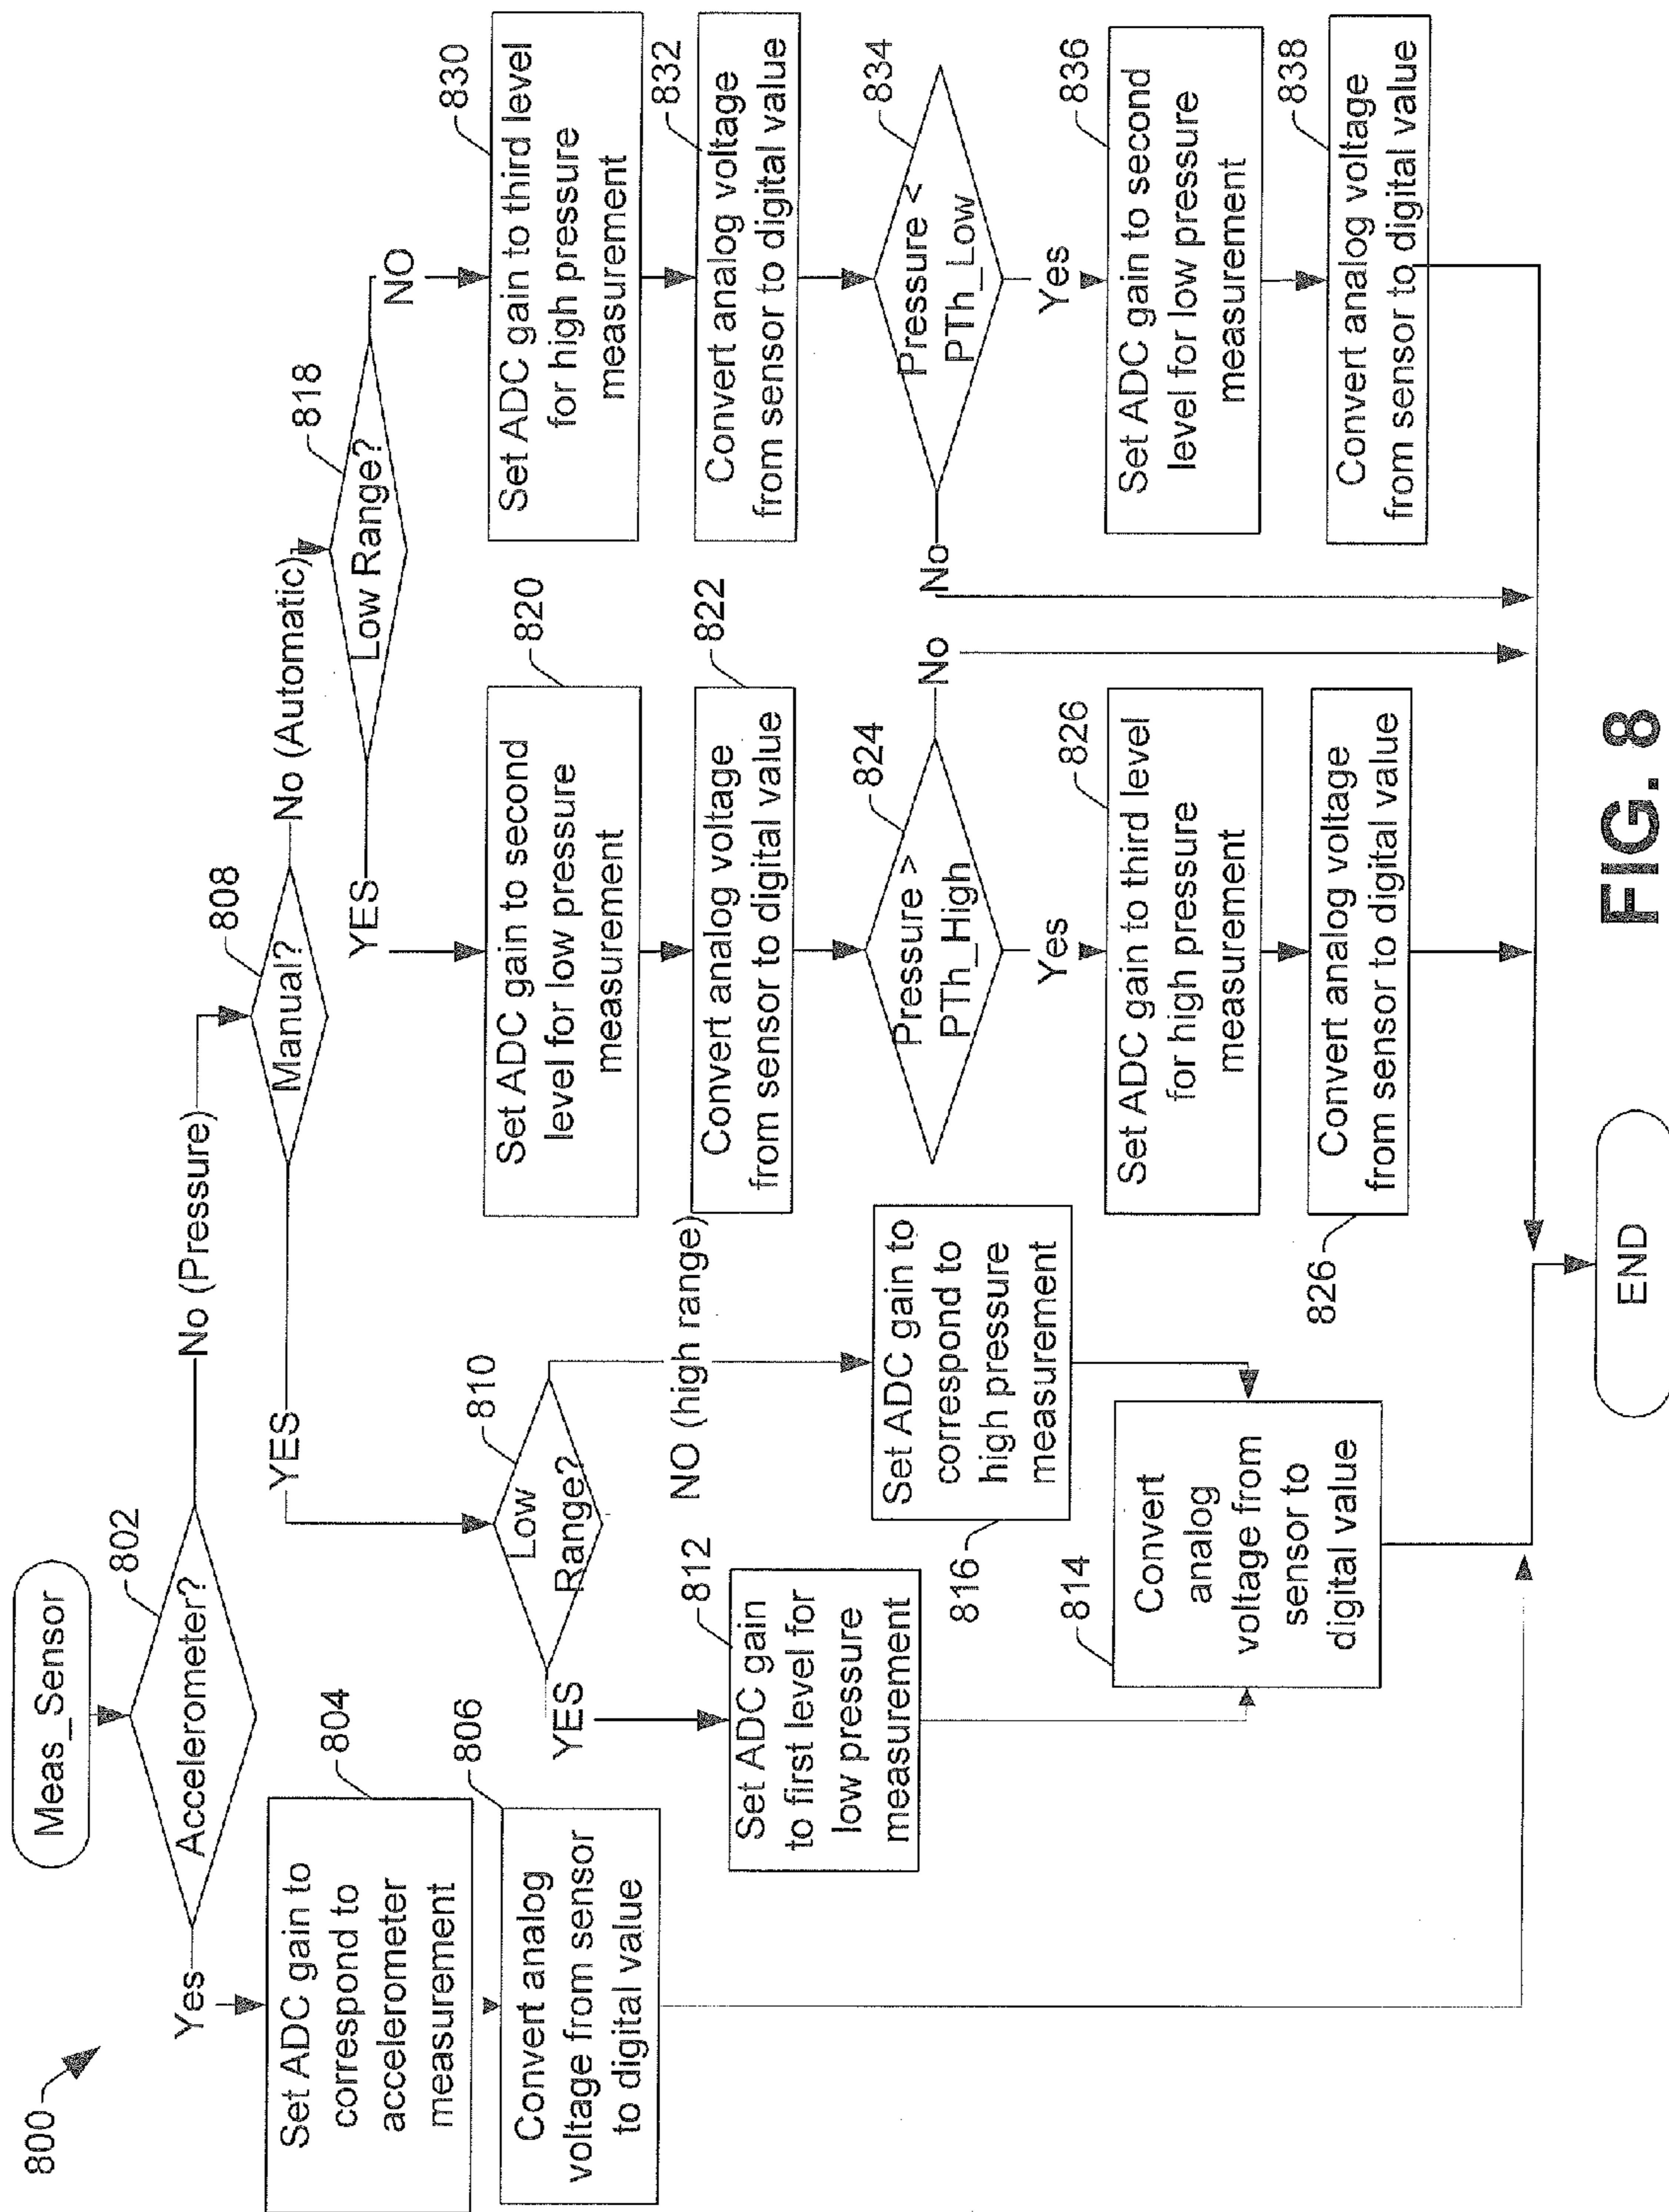 800
Meas_Sensor
802
Accelerometer?
Yes
No (Pressure)
804
Set ADC gain to
correspond to
accelerometer
measurement
806
Convert analog
voltage from sensor
to digital value
808
Manual?
YES
No (Automatic)
810
Low
Range?
YES
NO (high range)
812
Set ADC gain
to first level for
low pressure
measurement
816
Set ADC gain to
correspond to
high pressure
measurement
814
Convert
analog
voltage from
sensor to
digital value
818
Low Range?
YES
NO
820
Set ADC gain to second
level for low pressure
measurement
822
Convert analog voltage
from sensor to digital value
824
Pressure >
PTh_High
No
Yes
826
Set ADC gain to third level
for high pressure
measurement
826
Convert analog voltage
from sensor to digital value
830
Set ADC gain to third level
for high pressure
measurement
832
Convert analog voltage
from sensor to digital value
834
Pressure <
PTh_Low
No
Yes
836
Set ADC gain to second
level for low pressure
measurement
838
Convert analog voltage
from sensor to digital value
END
FIG. 8